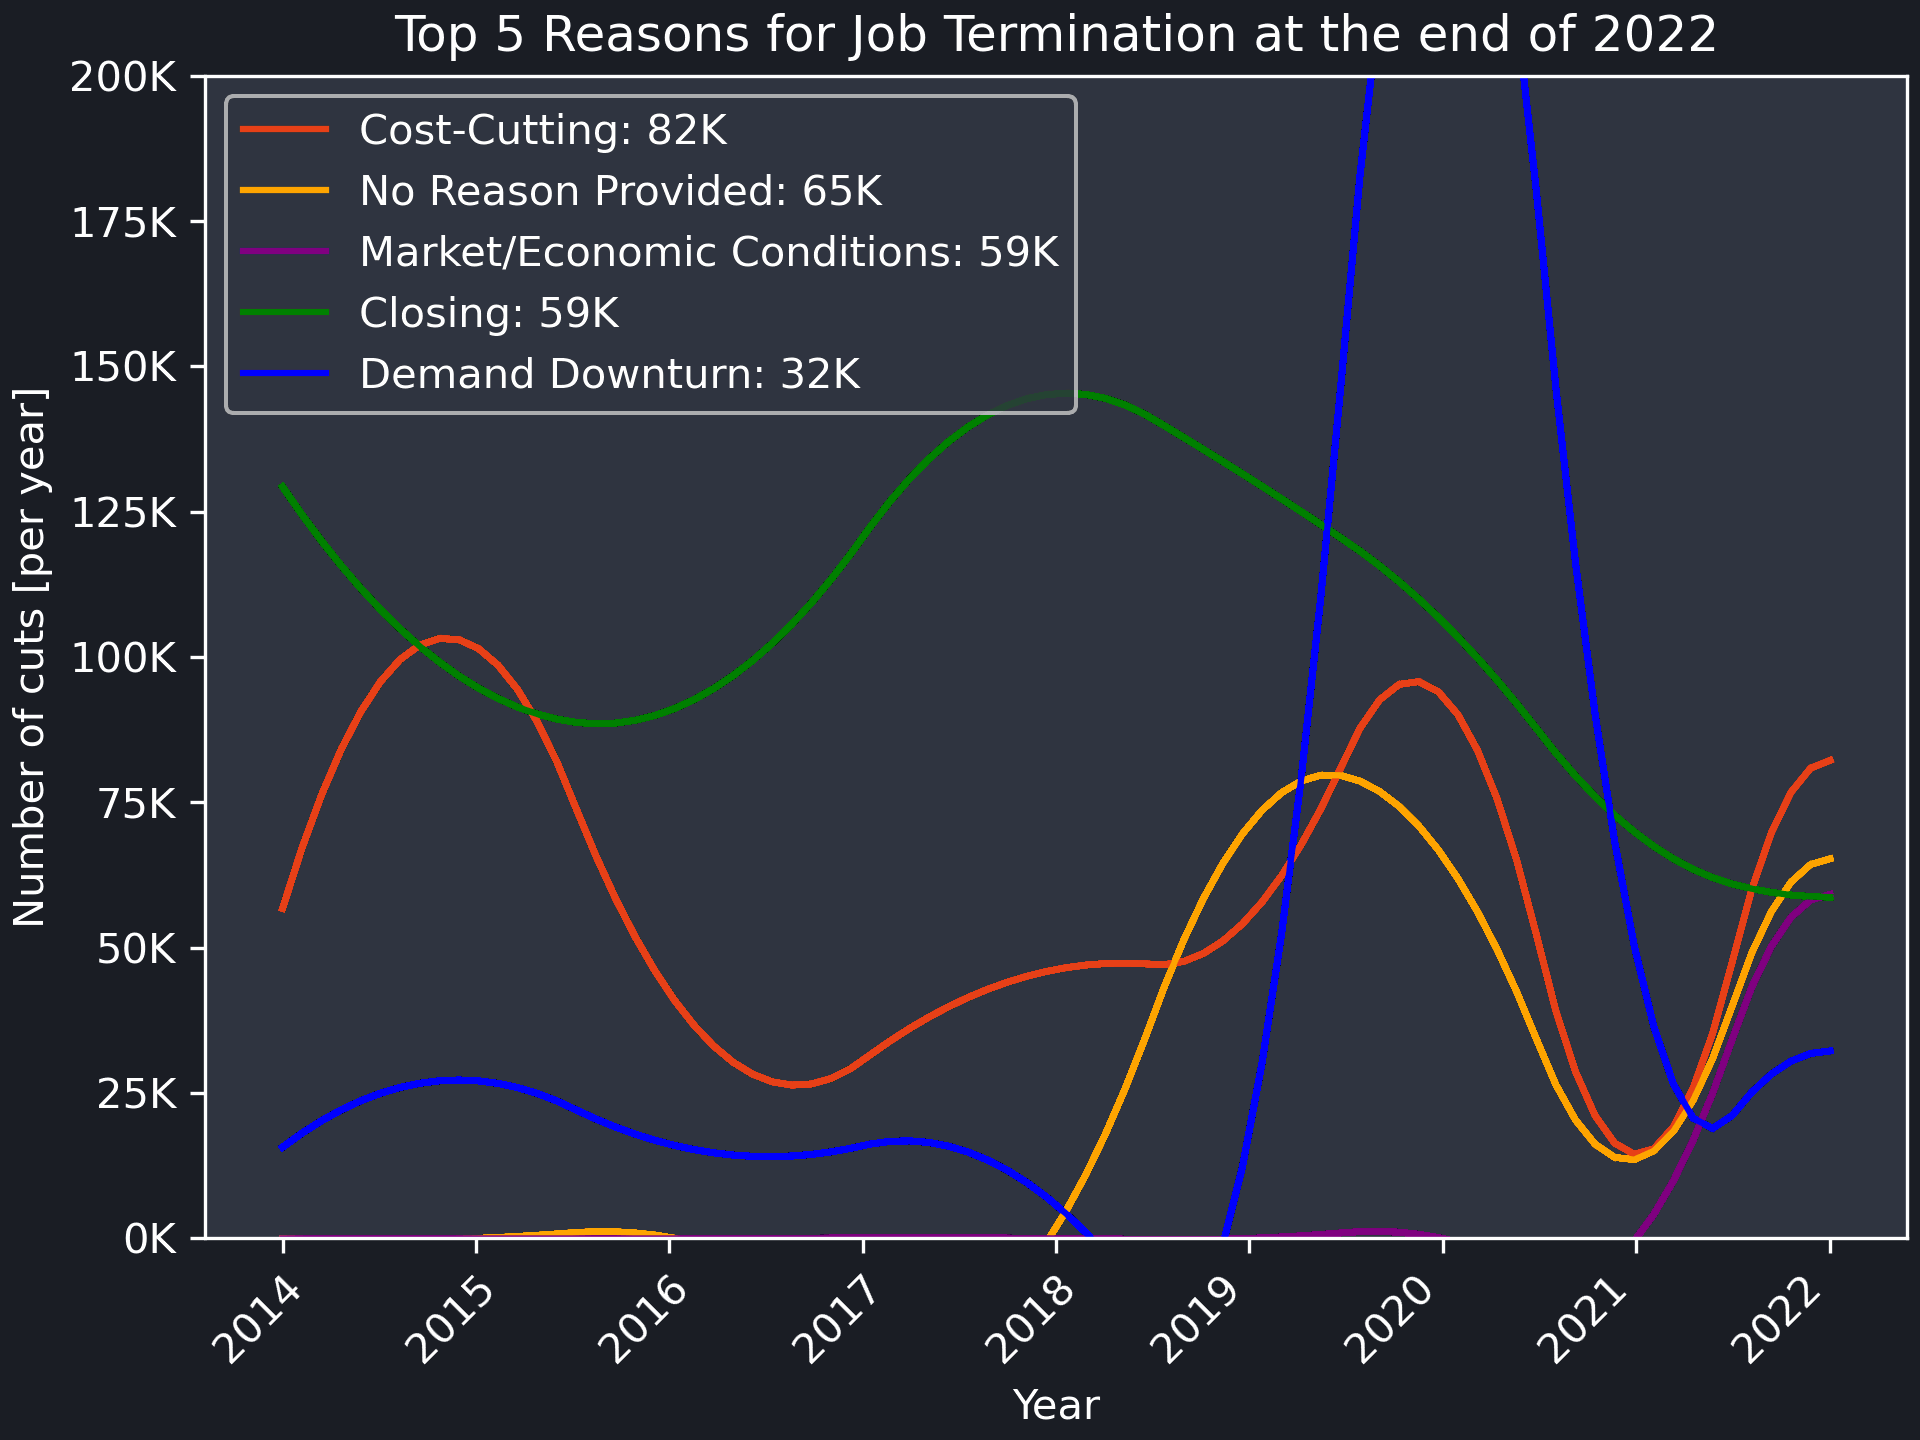 Top 5 Reasons for Job Termination at the end of 2022
200K
175K
150K
125K
100K
75K
50K
25K
0K
Number of cuts [per year]
Cost-Cutting: 82K
No Reason Provided: 65K
Market/Economic Conditions: 59K
Closing: 59K
Demand Downturn: 32K
2014
2015
2016
2017
2018
2019
2020
2021
2022
Year